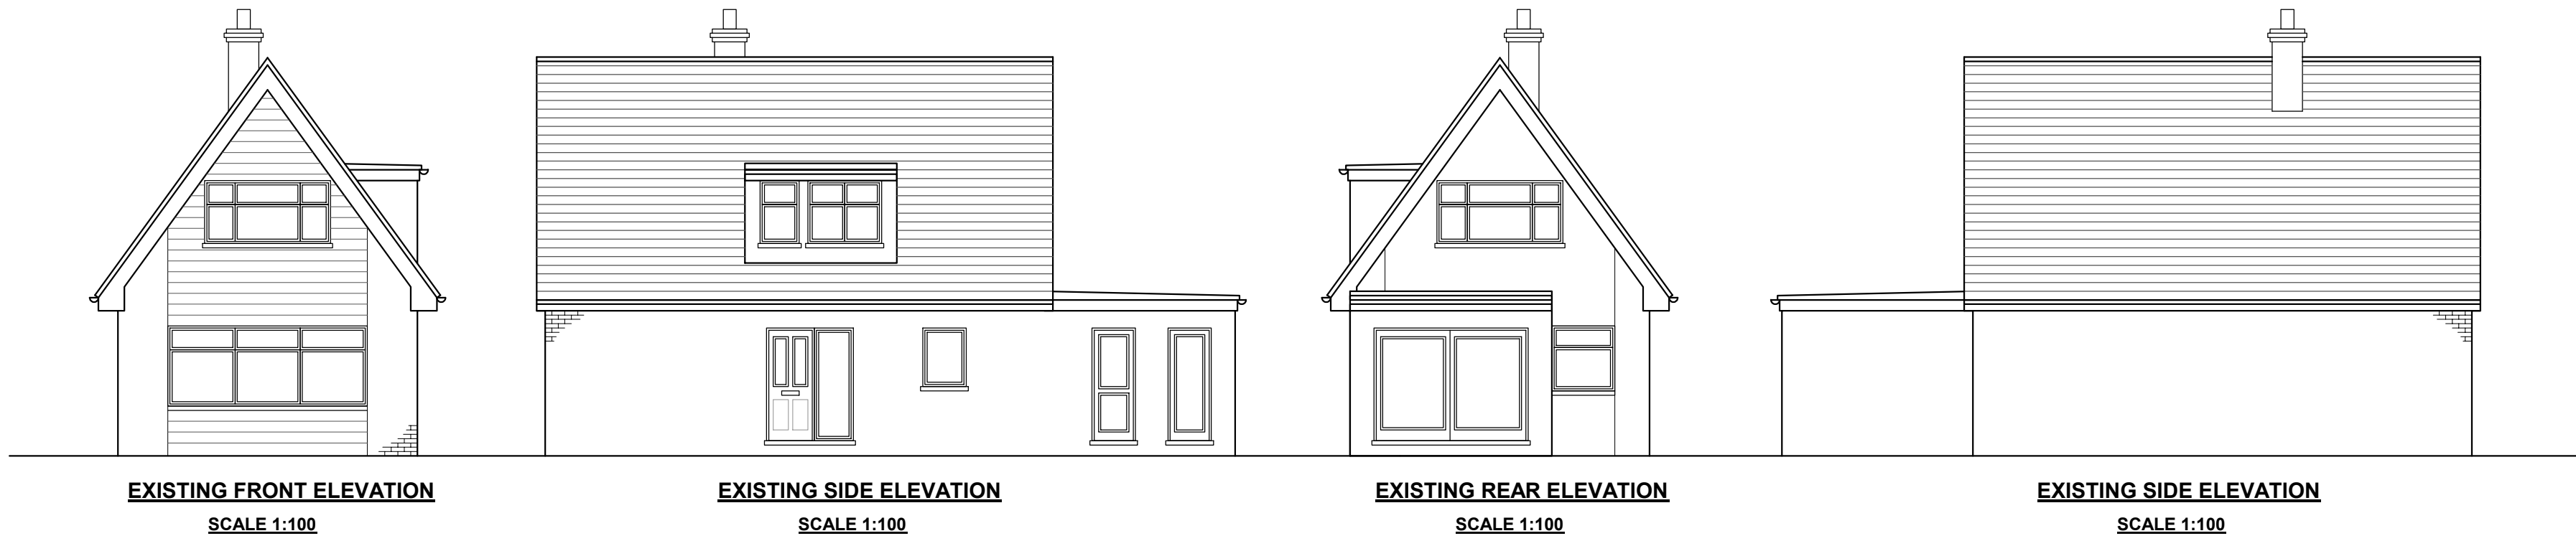 EXISTING FRONT ELEVATION
SCALE 1:100
EXISTING SIDE ELEVATION
SCALE 1:100
EXISTING REAR ELEVATION
SCALE 1:100
EXISTING SIDE ELEVATION
SCALE 1:100